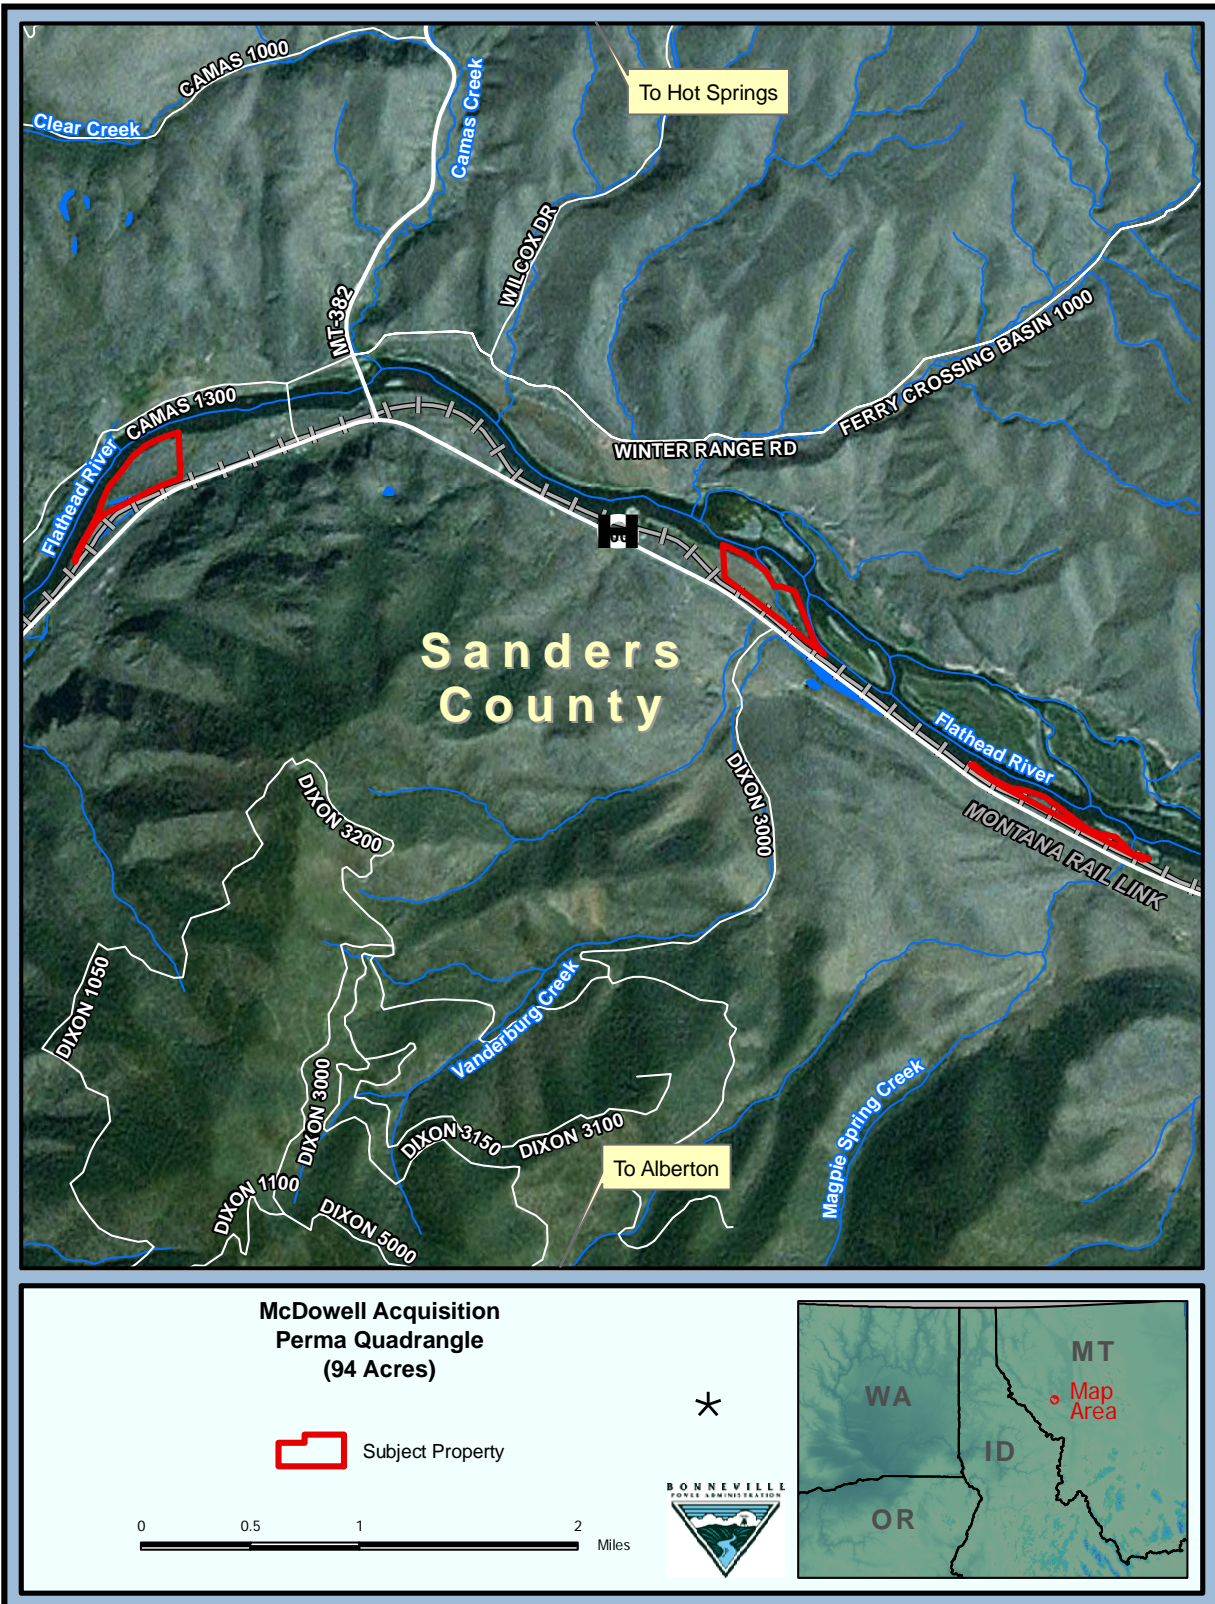 CAMAS 1000
To Hot Springs
Clear Creek
Camas Creek
WILCOX DR
MT-382
FERRY CROSSING BASIN 1000
CAMAS 1300
WINTER RANGE RD
Flathead River
Sanders
County
Flathead River
DIXON 3200
DIXON 3000
MONTANA RAIL LINK
DIXON 1050
Vanderburg Creek
DIXON 3000
Magpie Spring Creek
DIXON 3150
DIXON 3100
To Alberton
DIXON 1100
DIXON 5000
McDowell Acquisition
Perma Quadrangle
(94 Acres)
Subject Property
0 0.5 1 2
Miles
BONNEVILLE
POWER ADMINISTRATION
MT
WA
Map
Area
ID
OR